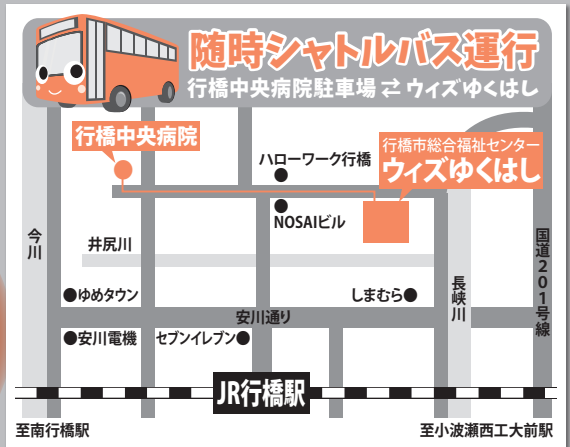 随時シャトルバス運行
行橋中央病院駐車場 ⇄ ウィズゆくはし
行橋中央病院
ハローワーク行橋
行橋市総合福祉センター
ウィズゆくはし
NOSAIビル
今川
井尻川
国道201号線
長峡川
●ゆめタウン
しまむら●
安川通り
●安川電機
セブンイレブン●
JR行橋駅
至南行橋駅
至小波瀬西工大前駅